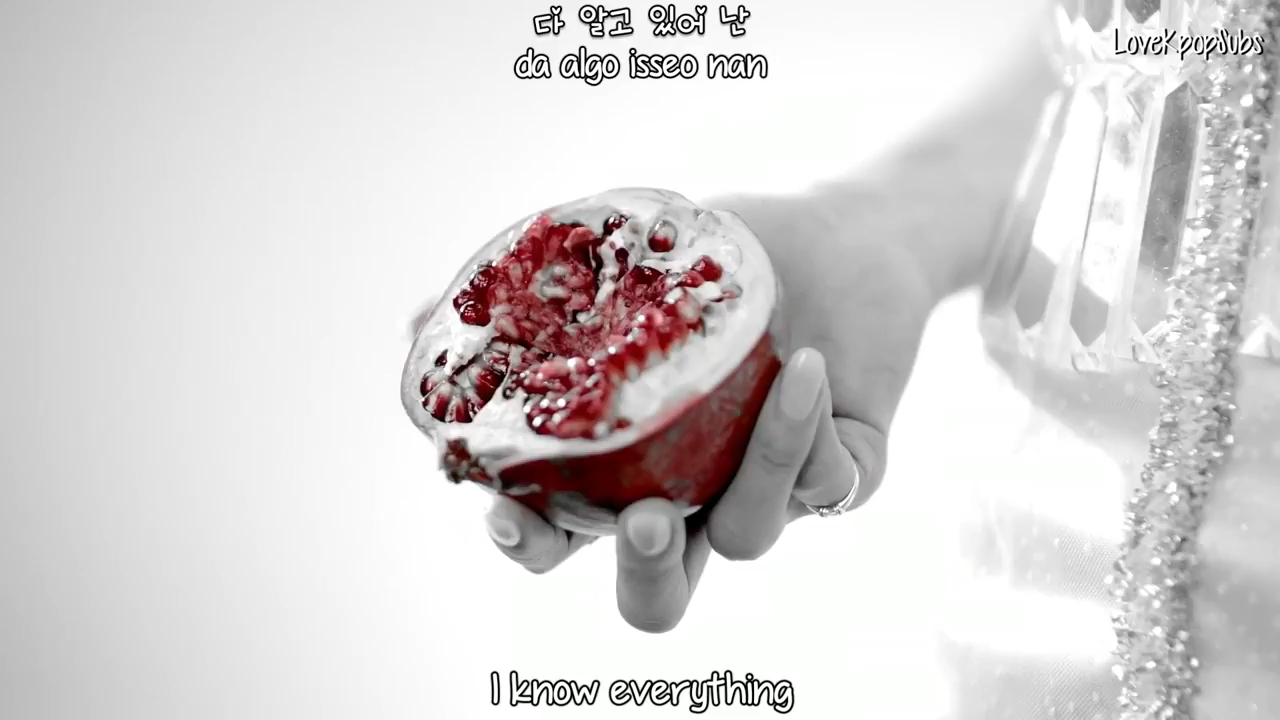 다 알고 있어 난
da algo isseo nan
LoveKpopSubs
I know everything